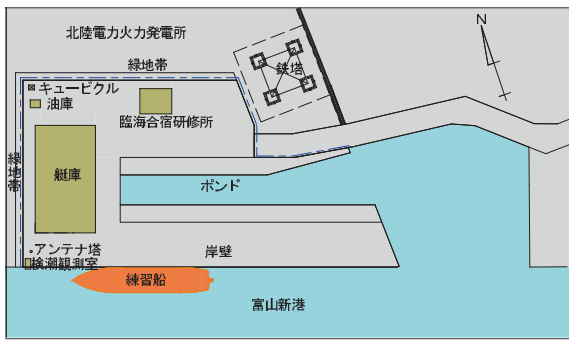 北陸電力火力発電所
N
緑地帯
鉄塔
キュービクル
油庫
臨海合宿研修所
緑地帯
艇庫
ポンド
アンテナ塔
検潮観測室
岸壁
練習船
富山新港